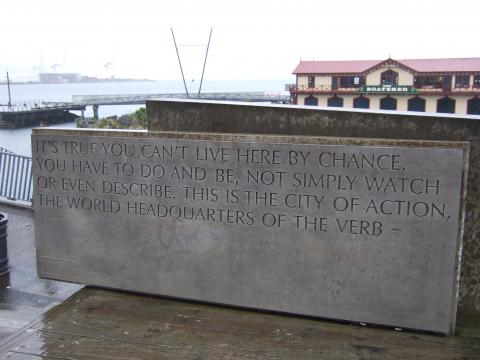 THE
BOATSHED
IT'S TRUE YOU CAN'T LIVE HERE BY CHANCE,
YOU HAVE TO DO AND BE, NOT SIMPLY WATCH
OR EVEN DESCRIBE. THIS IS THE CITY OF ACTION,
THE WORLD HEADQUARTERS OF THE VERB –